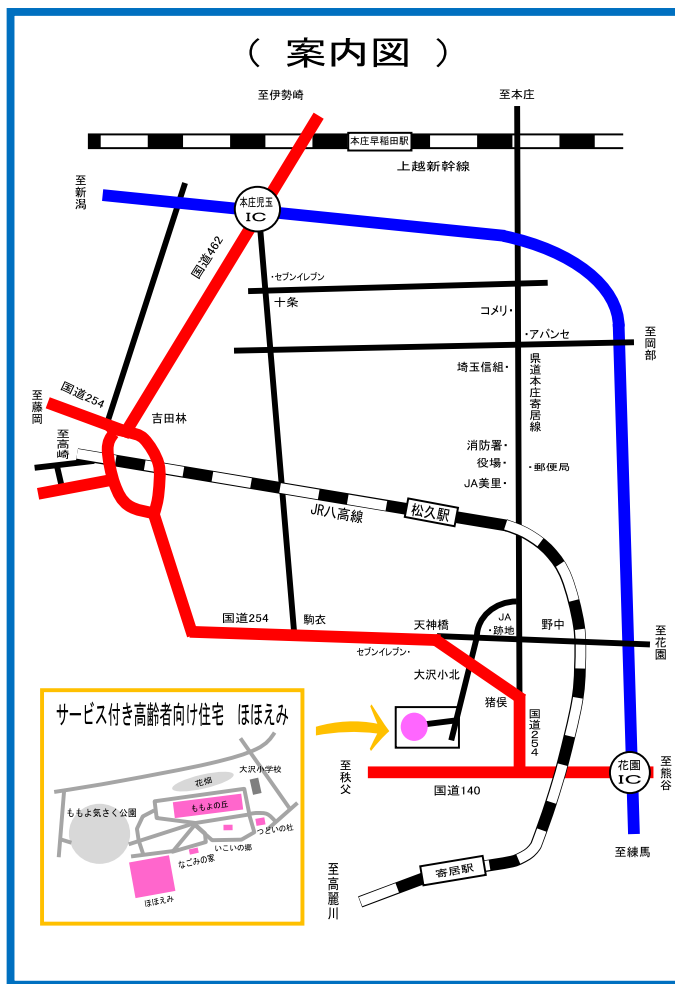 ( 案内図 )
至伊勢崎
至本庄
本庄早稲田駅
上越新幹線
至新潟
本庄児玉
IC
国道462
・セブンイレブン
十条
コメリ・
・アバンセ
至岡部
埼玉信組・
県道本庄寄居線
国道254
至藤岡
吉田林
至高崎
消防署・
役場・
・郵便局
JA美里・
JR八高線
松久駅
国道254
駒衣
天神橋
JA
・跡地
野中
至花園
セブンイレブン・
大沢小北
猪俣
国道254
サービス付き高齢者向け住宅 ほほえみ
大沢小学校
花畑
ももよの丘
ももよ気さく公園
つどいの杜
いこいの郷
なごみの家
ほほえみ
至秩父
国道140
花園
IC
至熊谷
至練馬
寄居駅
至高麗川